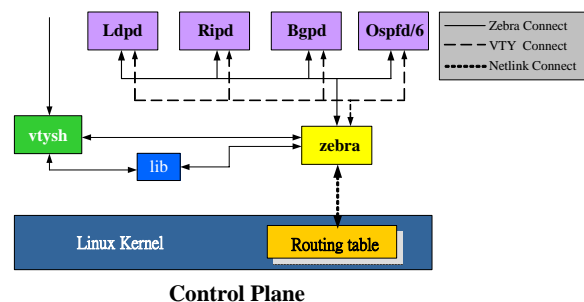 Ldpd
Ripd
Bgpd
Ospfd/6
Zebra Connect
VTY Connect
Netlink Connect
vtysh
lib
zebra
Linux Kernel
Routing table
Control Plane